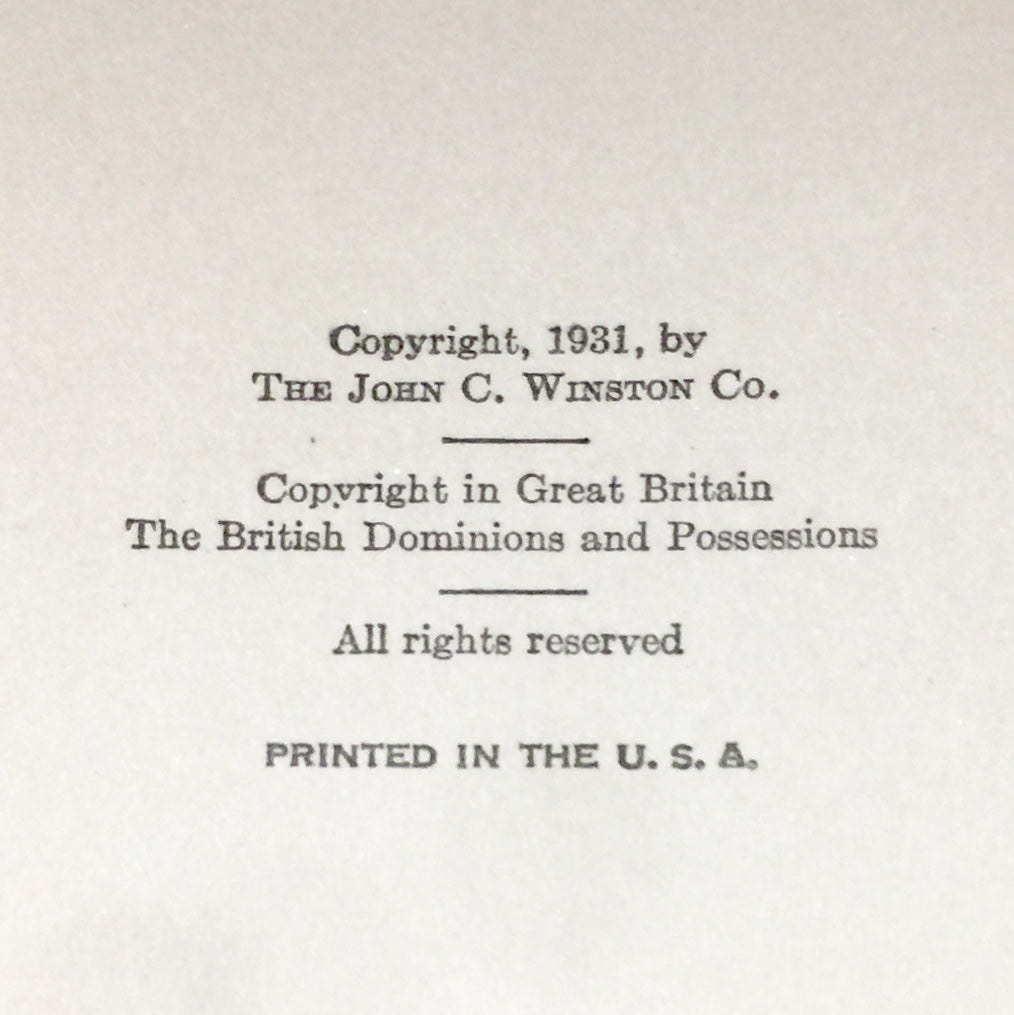 Copyright, 1931, by
THE JOHN C. WINSTON CO.
Copyright in Great Britain
The British Dominions and Possessions
All rights reserved
PRINTED IN THE U. S. A.